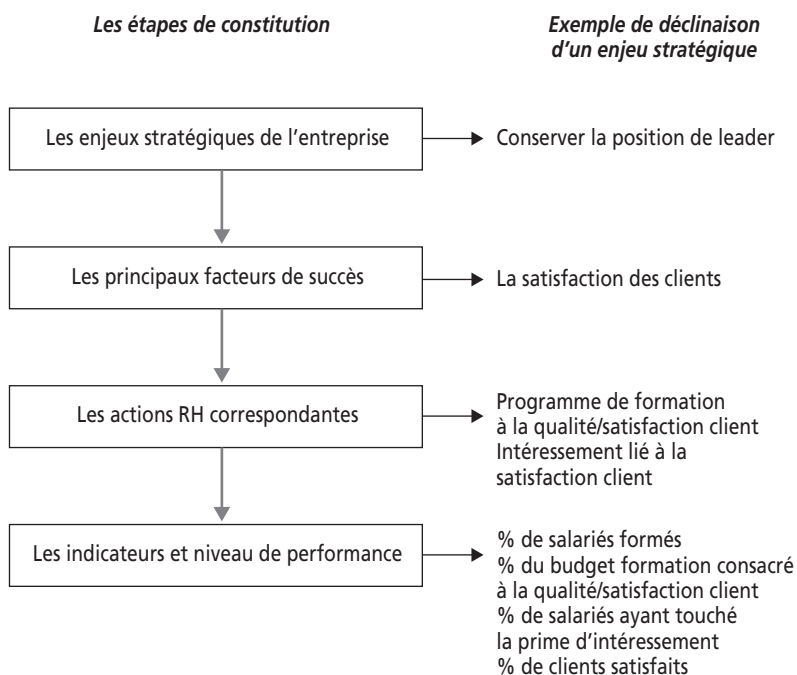 Les étapes de constitution
Exemple de déclinaison
d'un enjeu stratégique
Les enjeux stratégiques de l'entreprise
Conserver la position de leader
Les principaux facteurs de succès
La satisfaction des clients
Les actions RH correspondantes
Programme de formation
à la qualité/satisfaction client
Intéressement lié à la
satisfaction client
Les indicateurs et niveau de performance
% de salariés formés
% du budget formation consacré
à la qualité/satisfaction client
% de salariés ayant touché
la prime d'intéressement
% de clients satisfaits